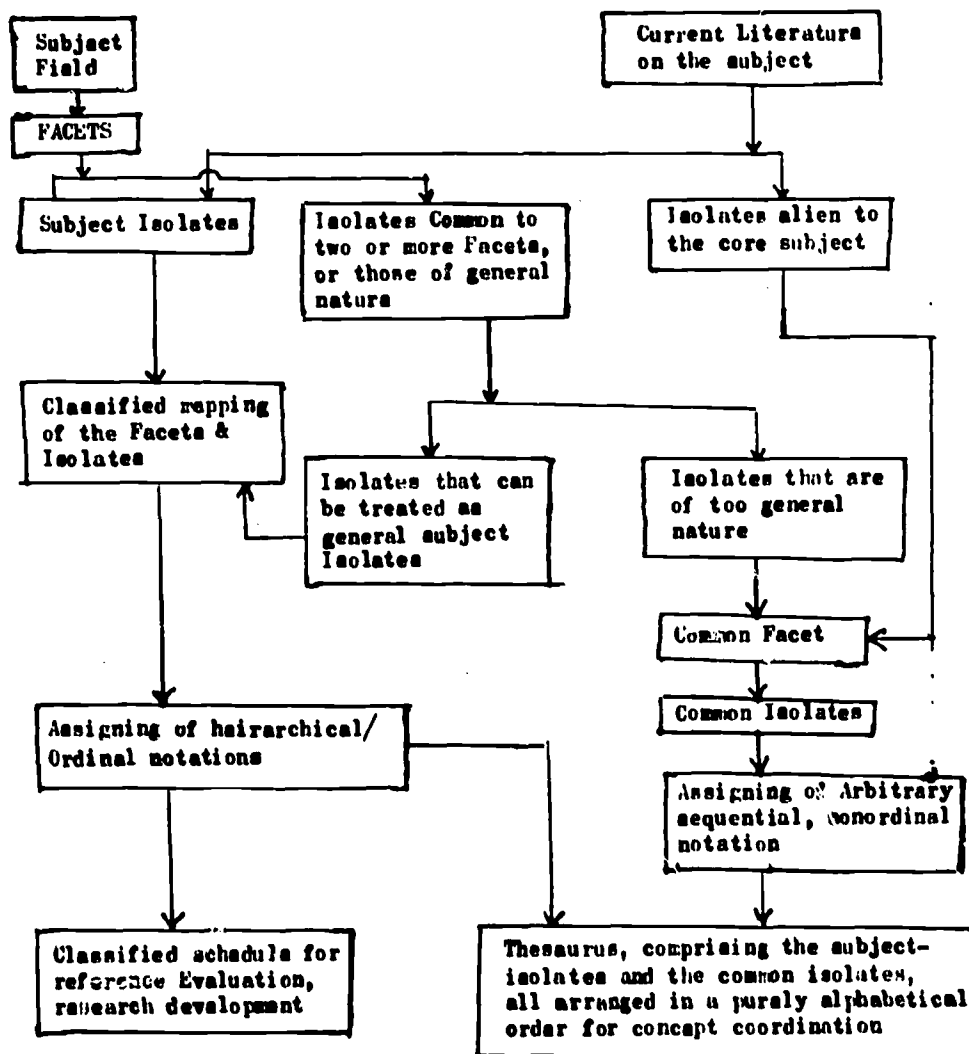 Subject
Field
Current Literature
on the subject
FACETS
Subject Isolates
Isolates Common to
two or more Facets,
or those of general
nature
Isolates alien to
the core subject
Classified mapping
of the Facets &
Isolates
Isolates that can
be treated as
general subject
Isolates
Isolates that are
of too general
nature
Common Facet
Common Isolates
Assigning of hairarchical/
Ordinal notations
Assigning of Arbitrary
sequential, nonordinal
notation
Classified schedule for
reference Evaluation,
research development
Thesaurus, comprising the subject-
isolates and the common isolates,
all arranged in a purely alphabetical
order for concept coordination